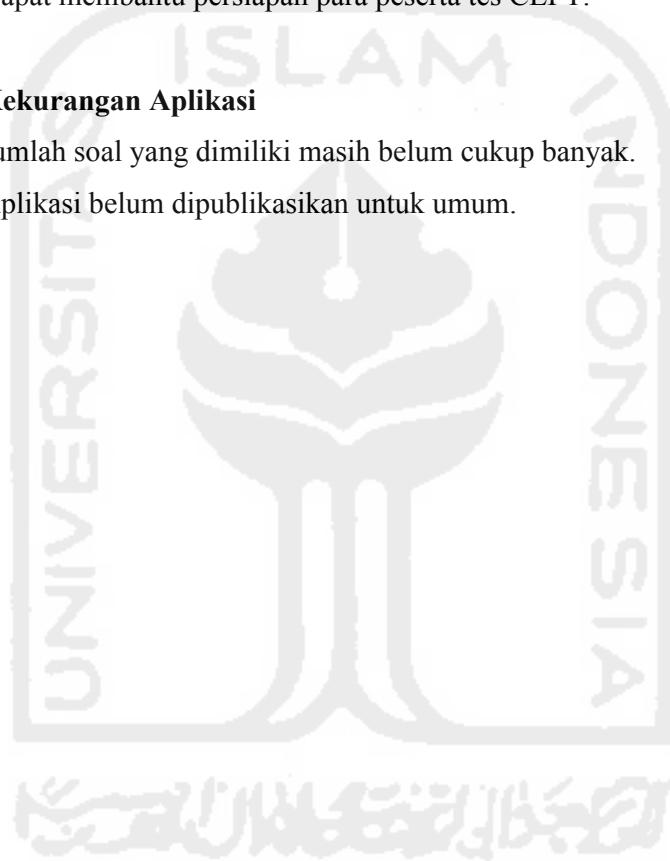 apat membantu persiapan para peserta tes CEPT.
Kekurangan Aplikasi
umlah soal yang dimiliki masih belum cukup banyak.
plikasi belum dipublikasikan untuk umum.
UNIVERSITAS
ISLAM
INDONESIA